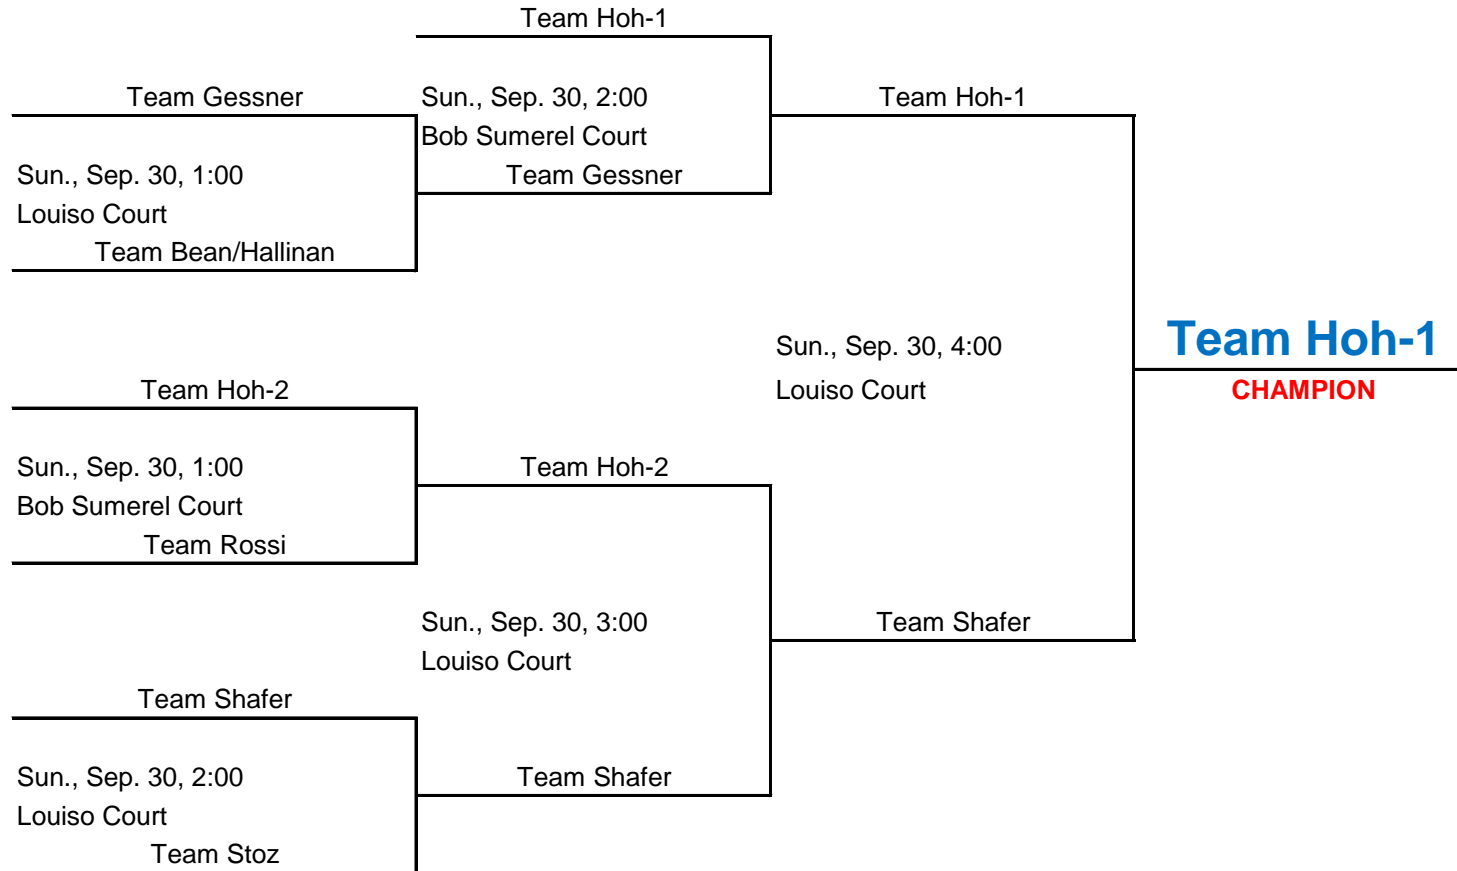 Team Hoh-1
Team Gessner
Sun., Sep. 30, 2:00
Team Hoh-1
Bob Sumerel Court
Sun., Sep. 30, 1:00
Team Gessner
Louiso Court
Team Bean/Hallinan
Sun., Sep. 30, 4:00
Team Hoh-1
Team Hoh-2
Louiso Court
CHAMPION
Sun., Sep. 30, 1:00
Team Hoh-2
Bob Sumerel Court
Team Rossi
Sun., Sep. 30, 3:00
Team Shafer
Louiso Court
Team Shafer
Sun., Sep. 30, 2:00
Team Shafer
Louiso Court
Team Stoz